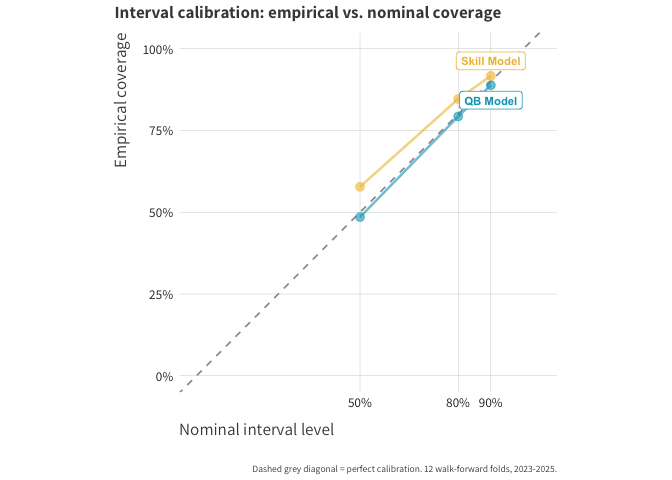 Interval calibration: empirical vs. nominal coverage
Empirical coverage
100%
75%
50%
25%
0%
Skill Model
QB Model
50%
80%
90%
Nominal interval level
Dashed grey diagonal = perfect calibration. 12 walk-forward folds, 2023-2025.